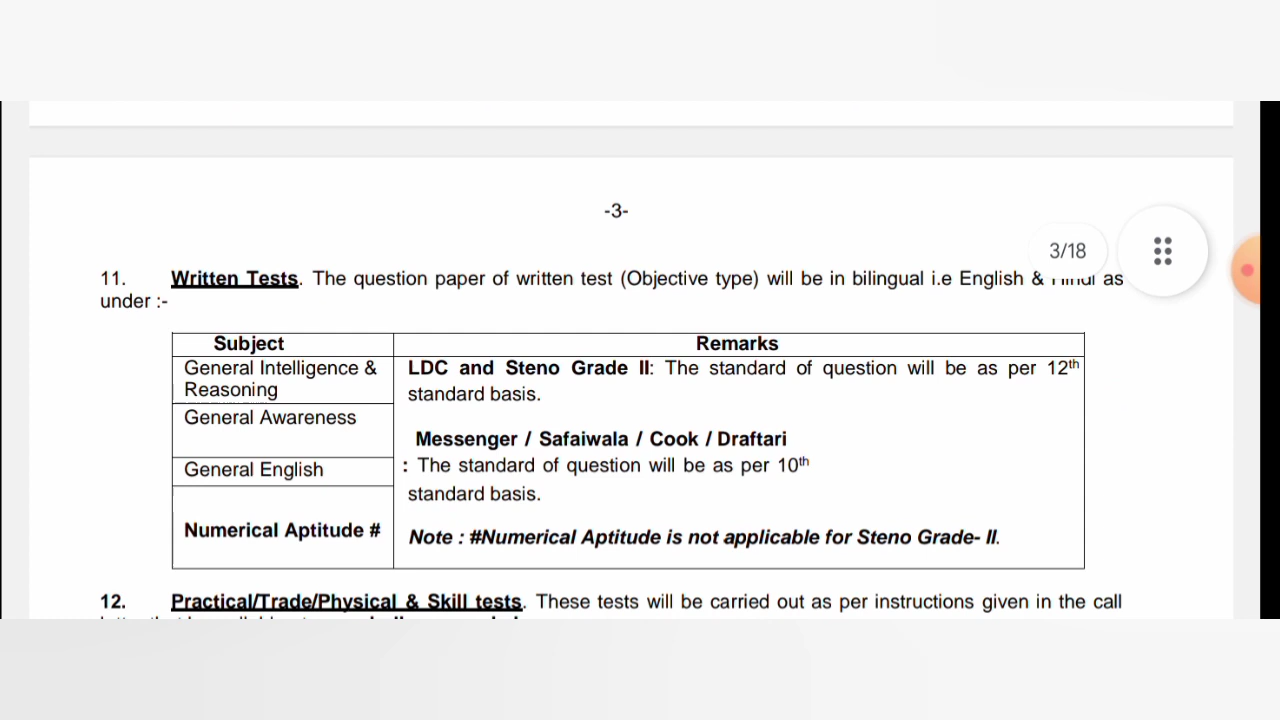 -3-
3/18
11. Written Tests. The question paper of written test (Objective type) will be in bilingual i.e English & as
under :-
Subject
Remarks
General Intelligence &
Reasoning
General Awareness
General English
Numerical Aptitude #
LDC and Steno Grade II: The standard of question will be as per 12th
standard basis.
Messenger / Safaiwala / Cook / Draftari
: The standard of question will be as per 10th
standard basis.
Note : #Numerical Aptitude is not applicable for Steno Grade- II.
12. Practical/Trade/Physical & Skill tests. These tests will be carried out as per instructions given in the call